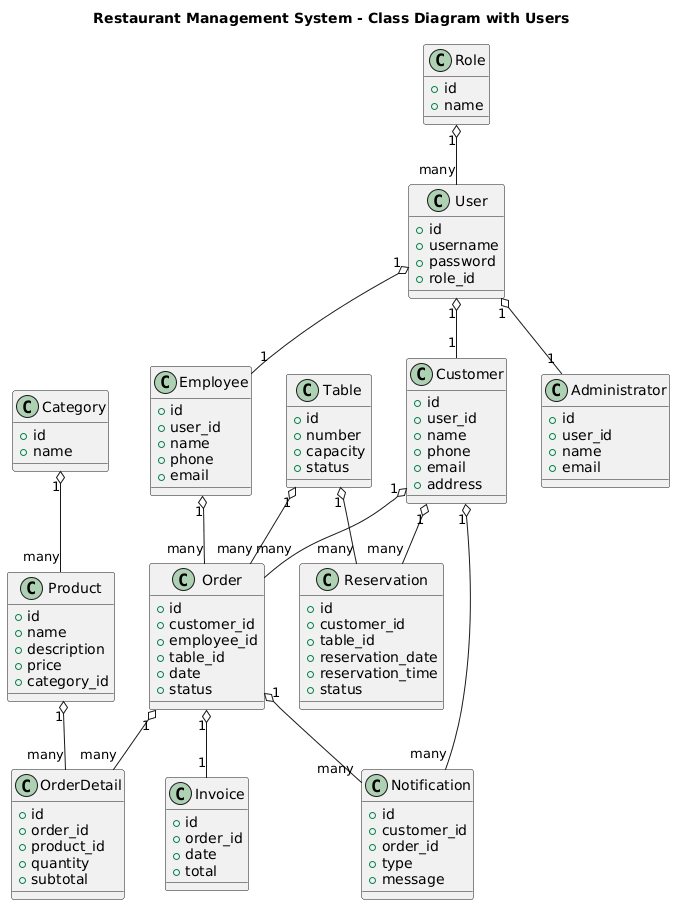 Restaurant Management System - Class Diagram with Users
C Role
id
name
1
many
C User
id
username
password
role_id
1
1
1
1
1
1
C Employee
id
user_id
name
phone
email
C Table
id
number
capacity
status
C Customer
id
user_id
name
phone
email
address
C Administrator
id
user_id
name
email
C Category
id
name
1
many
1
many
1
many
1
many
1
many
1
many
1
many
C Product
id
name
description
price
category_id
C Order
id
customer_id
employee_id
table_id
date
status
C Reservation
id
customer_id
table_id
reservation_date
reservation_time
status
1
many
1
many
1
1
1
many
C OrderDetail
id
order_id
product_id
quantity
subtotal
C Invoice
id
order_id
date
total
C Notification
id
customer_id
order_id
type
message